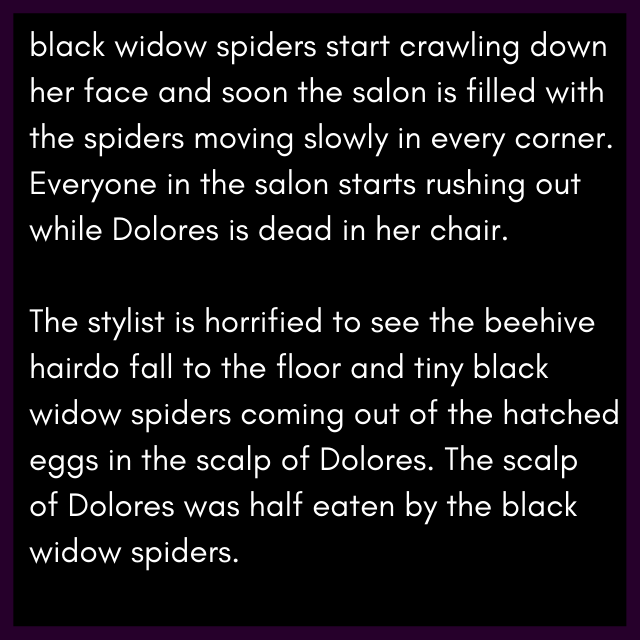 black widow spiders start crawling down
her face and soon the salon is filled with
the spiders moving slowly in every corner.
Everyone in the salon starts rushing out
while Dolores is dead in her chair.
The stylist is horrified to see the beehive
hairdo fall to the floor and tiny black
widow spiders coming out of the hatched
eggs in the scalp of Dolores. The scalp
of Dolores was half eaten by the black
widow spiders.